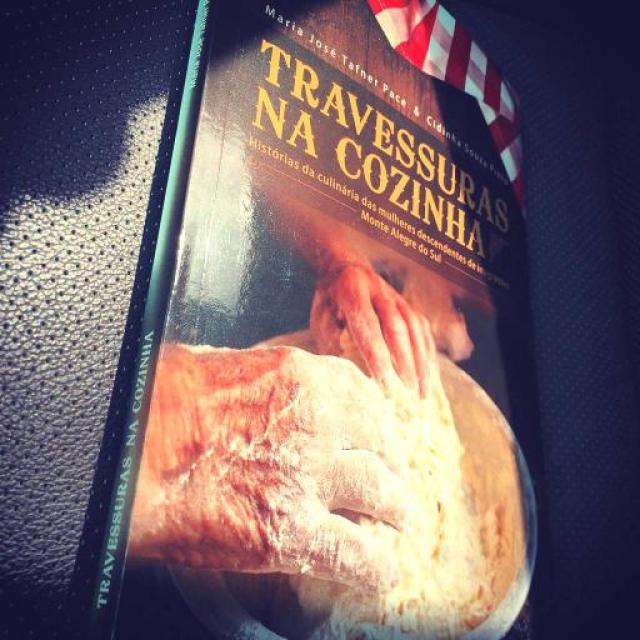 Maria José Tafner Pace & Cidinha Souza
TRAVESSURAS
NA COZINHA
Histórias da culinária das mulheres descendentes de
Monte Alegre do Sul
TRAVESSURAS NA COZINHA